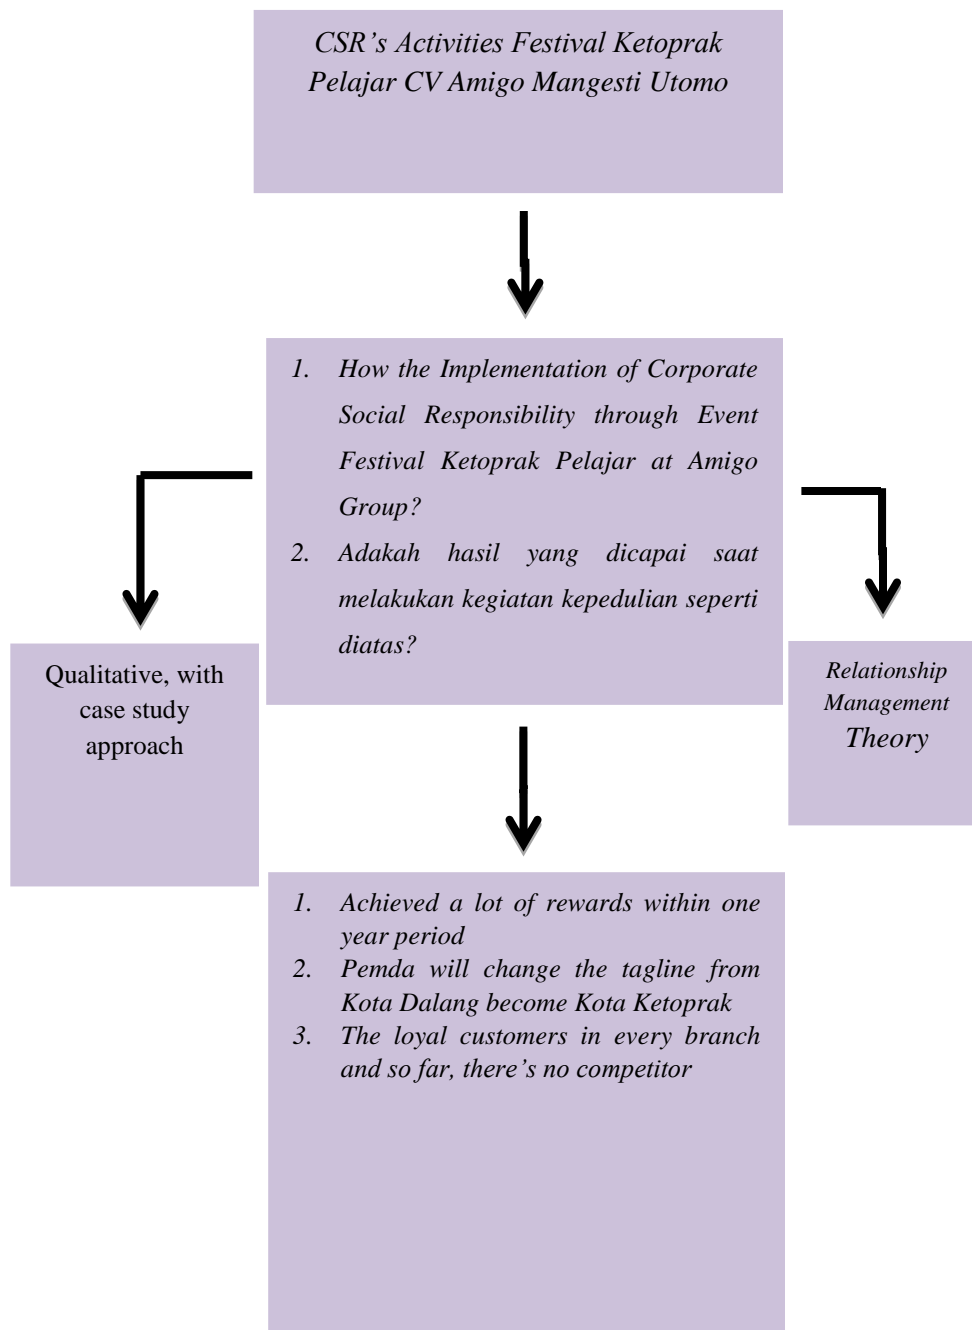 CSR’s Activities Festival Ketoprak
Pelajar CV Amigo Mangesti Utomo
1. How the Implementation of Corporate
Social Responsibility through Event
Festival Ketoprak Pelajar at Amigo
Group?
2. Adakah hasil yang dicapai saat
melakukan kegiatan kepedulian seperti
diatas?
Qualitative, with
case study
approach
Relationship
Management
Theory
1. Achieved a lot of rewards within one
year period
2. Pemda will change the tagline from
Kota Dalang become Kota Ketoprak
3. The loyal customers in every branch
and so far, there’s no competitor